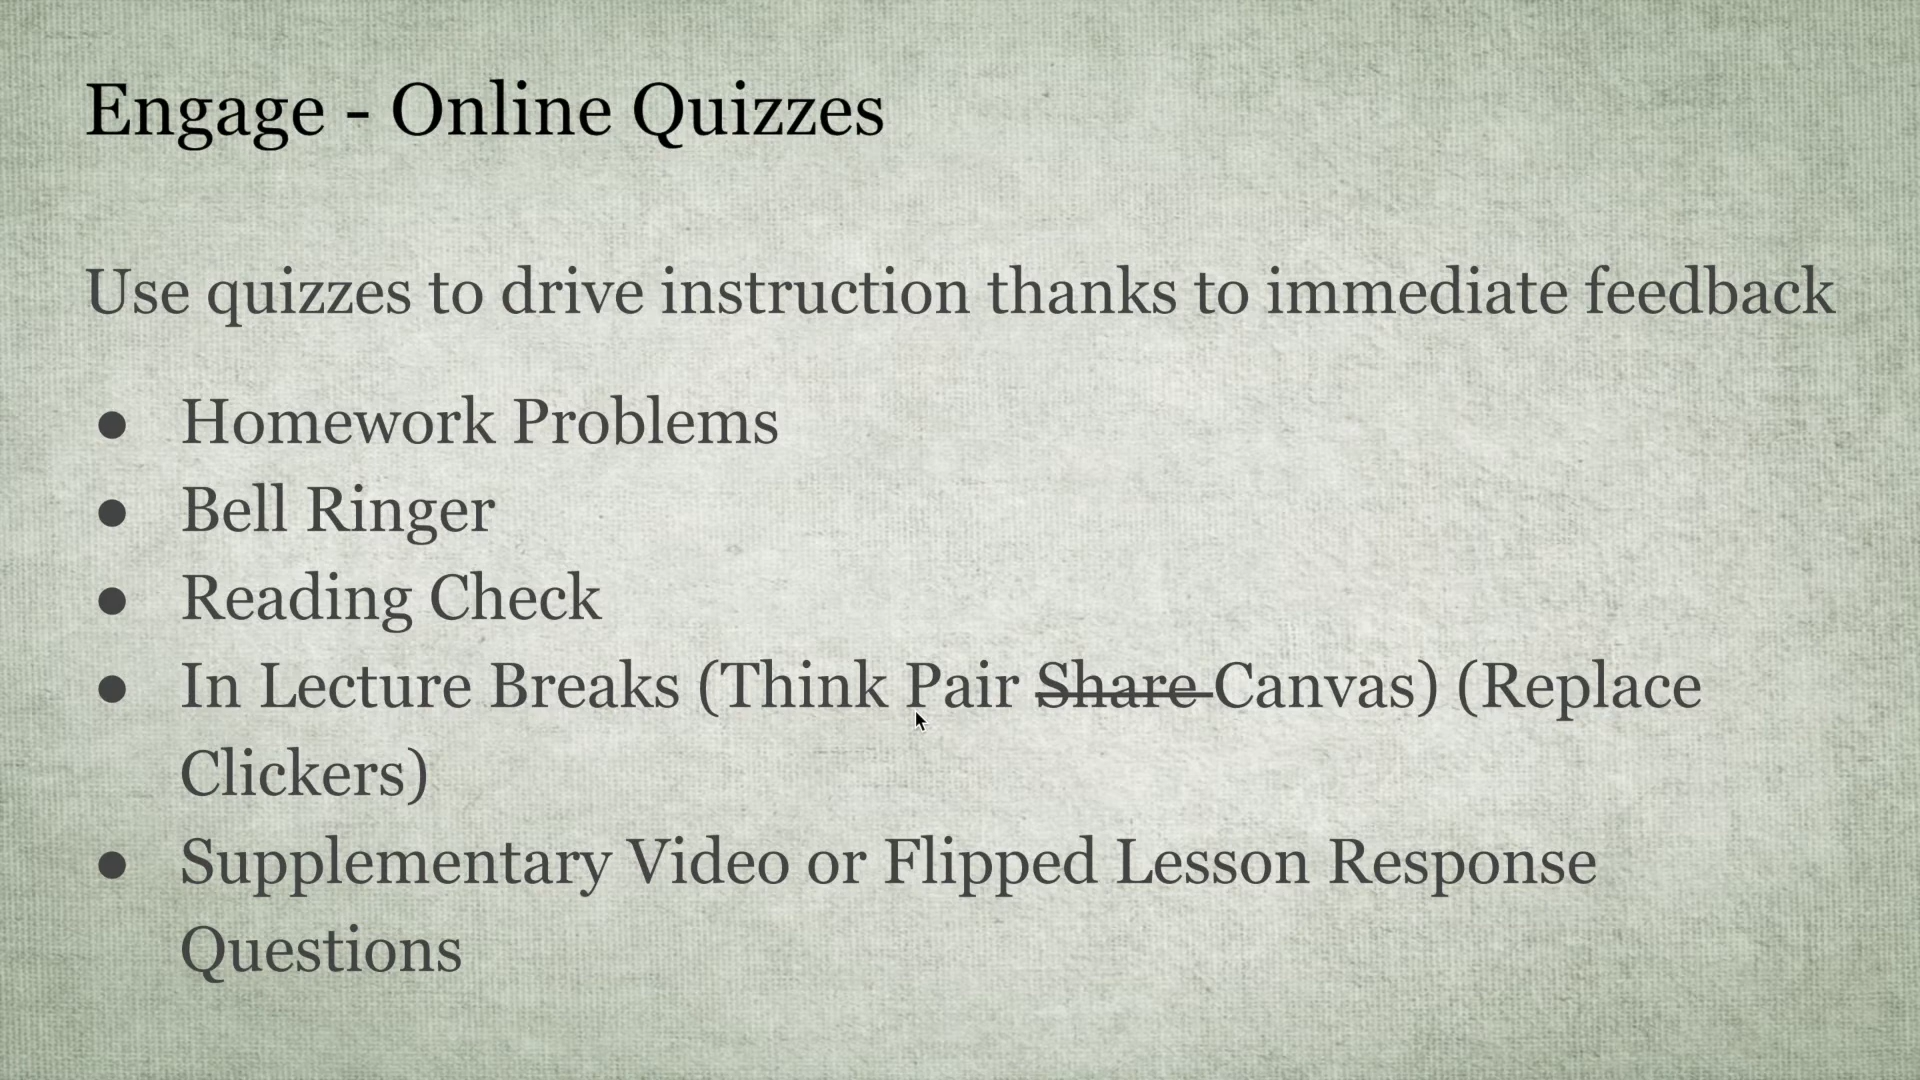 Engage - Online Quizzes
Use quizzes to drive instruction thanks to immediate feedback
● Homework Problems
● Bell Ringer
● Reading Check
● In Lecture Breaks (Think Pair Share Canvas) (Replace
Clickers)
● Supplementary Video or Flipped Lesson Response
Questions